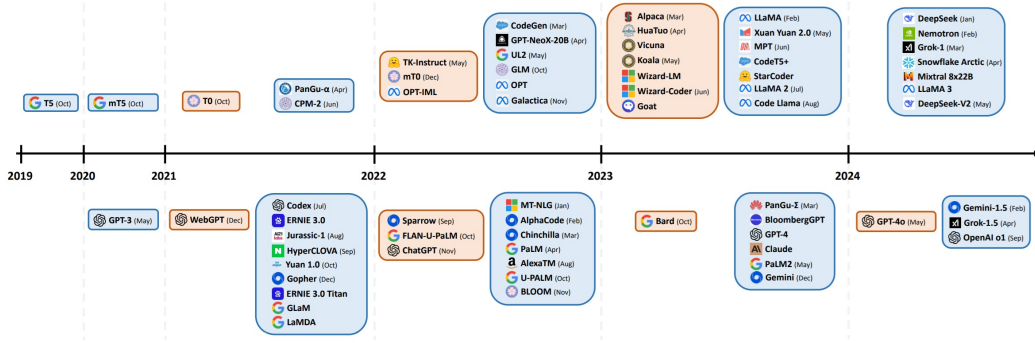 T5 (Oct)
mT5 (Oct)
T0 (Oct)
PanGu-α (Apr)
CPM-2 (Jun)
TK-Instruct (May)
mT0 (Dec)
OPT-IML
CodeGen (Mar)
GPT-NeoX-20B (Apr)
UL2 (May)
GLM (Oct)
OPT
Galactica (Nov)
Alpaca (Mar)
HuaTuo (Apr)
Vicuna
Koala (May)
Wizard-LM
Wizard-Coder (Jun)
Goat
LLaMA (Feb)
Xuan Yuan 2.0 (May)
MPT (Jun)
CodeT5+
StarCoder
LLaMA 2 (Jul)
Code Llama (Aug)
DeepSeek (Jan)
Nemotron (Feb)
Grok-1 (Mar)
Snowflake Arctic (Apr)
Mixtral 8x22B
LLaMA 3
DeepSeek-V2 (May)
2019 2020 2021 2022 2023 2024
GPT-3 (May)
WebGPT (Dec)
Codex (Jul)
ERNIE 3.0
Jurassic-1 (Aug)
HyperCLOVA (Sep)
Yuan 1.0 (Oct)
Gopher (Dec)
ERNIE 3.0 Titan
GLaM
LaMDA
Sparrow (Sep)
FLAN-U-PaLM (Oct)
ChatGPT (Nov)
MT-NLG (Jan)
AlphaCode (Feb)
Chinchilla (Mar)
PaLM (Apr)
AlexaTM (Aug)
U-PALM (Oct)
BLOOM (Nov)
Bard (Oct)
PanGu-Σ (Mar)
BloombergGPT
GPT-4
Claude
PaLM2 (May)
Gemini (Dec)
GPT-4o (May)
Gemini-1.5 (Feb)
Grok-1.5 (Apr)
OpenAI o1 (Sep)